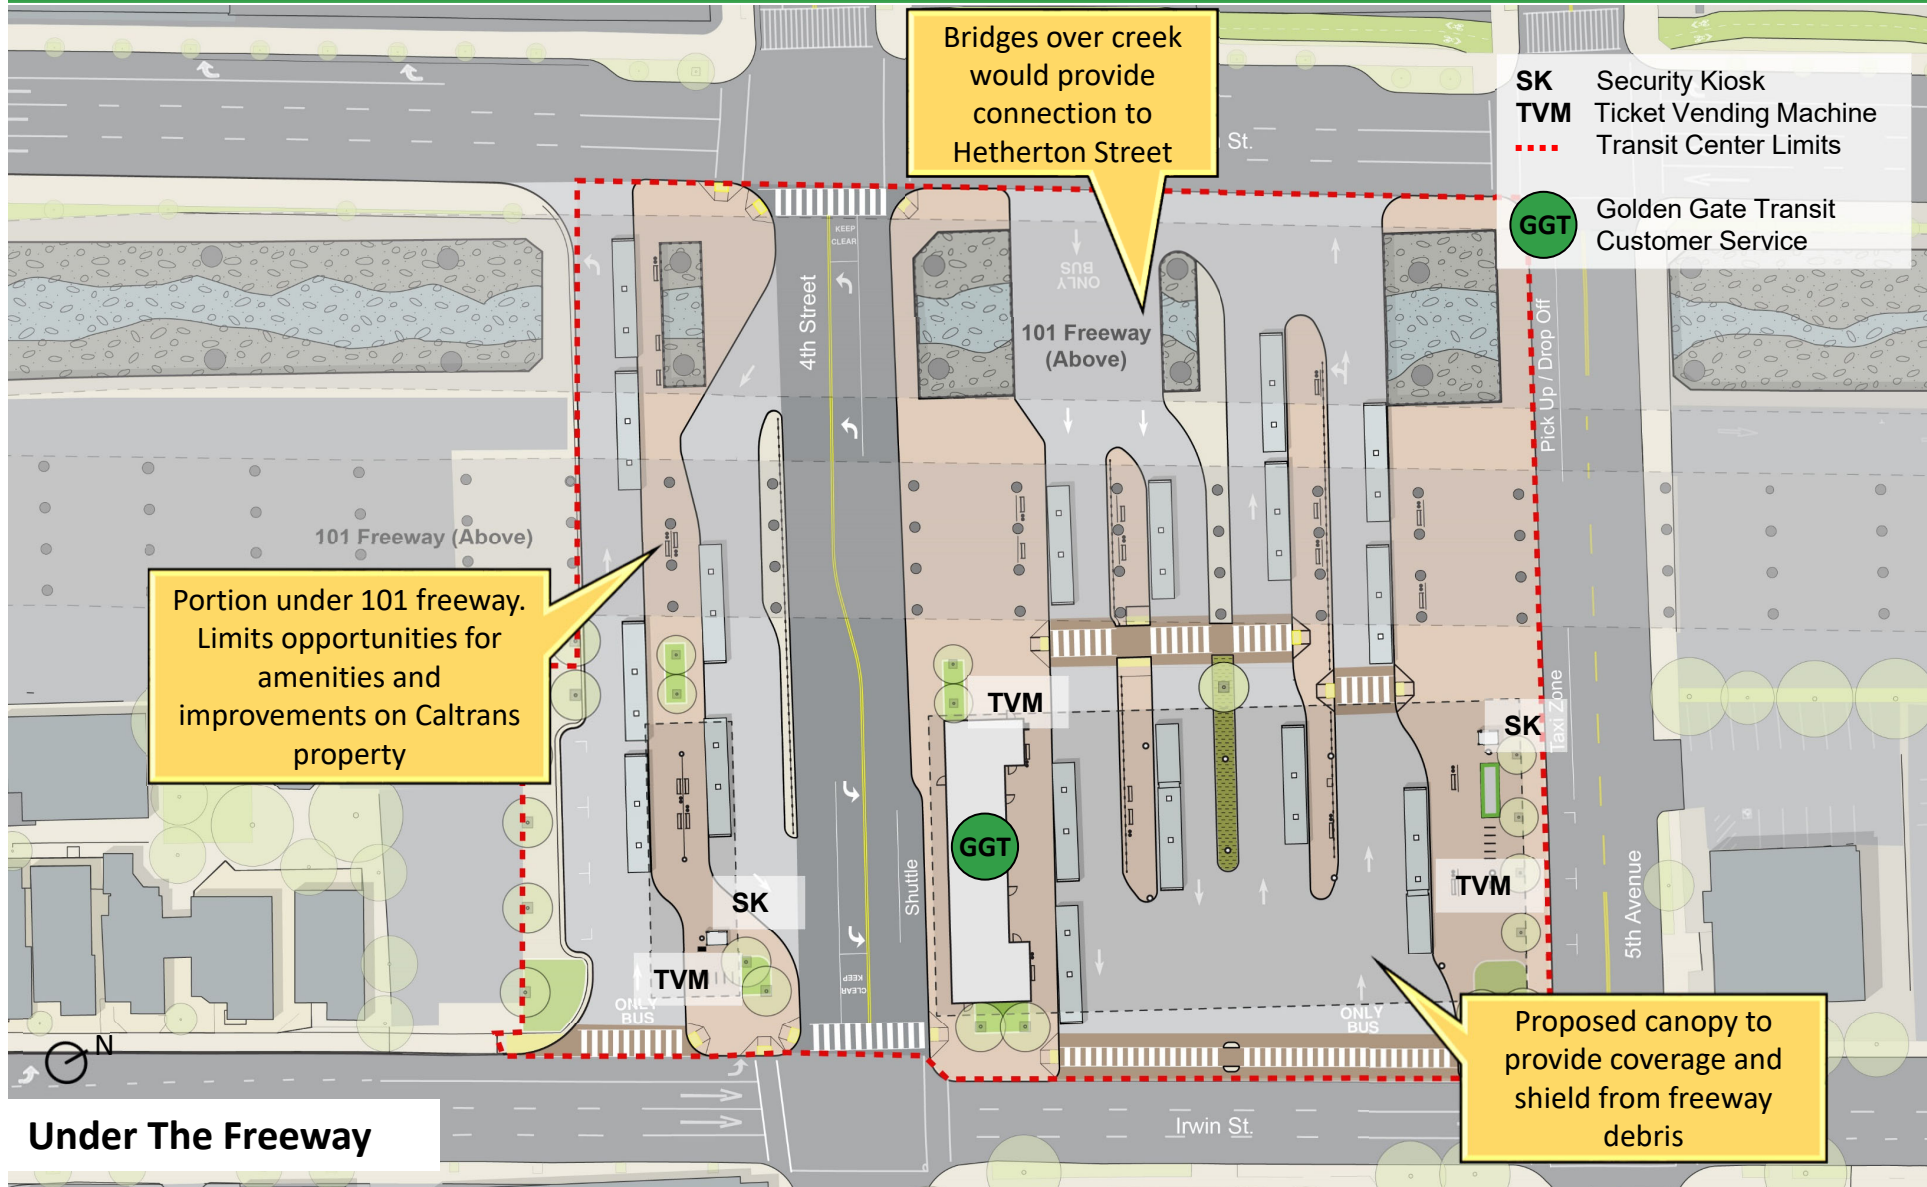 Bridges over creek
would provide
connection to
Hetherton Street
St.
SK Security Kiosk
TVM Ticket Vending Machine
Transit Center Limits
GGT Golden Gate Transit
Customer Service
KEEP
CLEAR
ONLY
BUS
4th Street
101 Freeway
(Above)
Pick Up / Drop Off
101 Freeway (Above)
Portion under 101 freeway.
Limits opportunities for
amenities and
improvements on Caltrans
property
TVM
SK
Taxi Zone
GGT
Shuttle
SK
TVM
5th Avenue
TVM
KEEP
CLEAR
ONLY
BUS
ONLY
BUS
Proposed canopy to
provide coverage and
shield from freeway
debris
N
Under The Freeway
Irwin St.